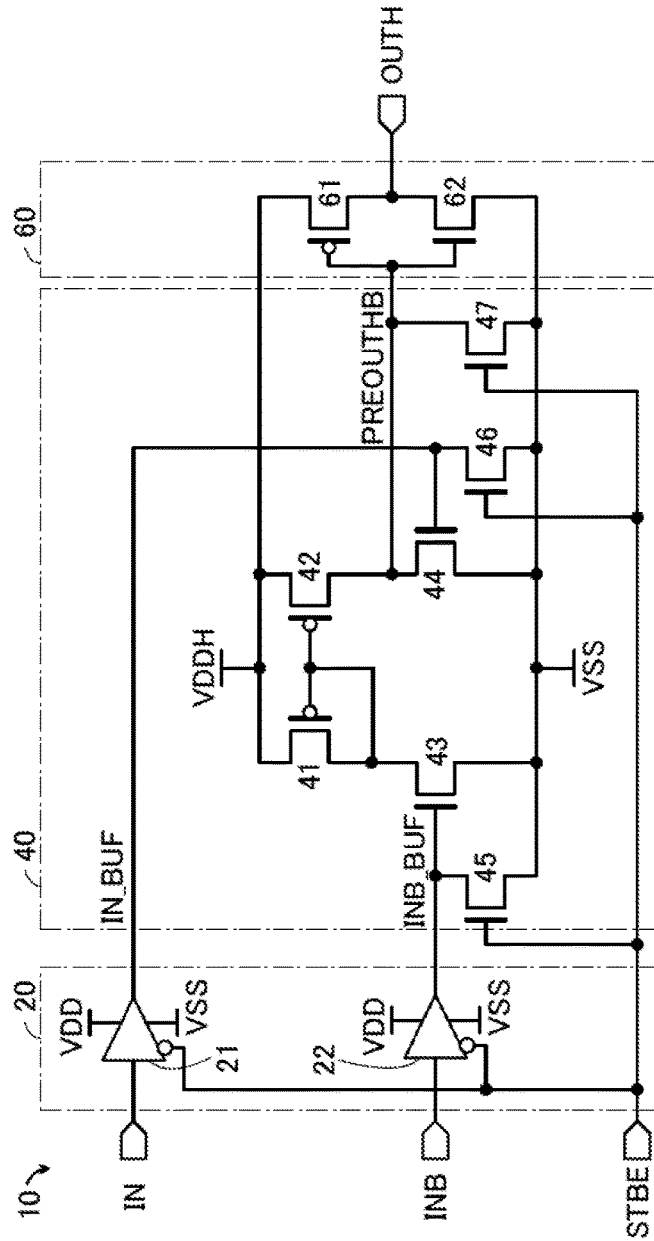 10
20
40
60
IN
VDD
VSS
21
IN_BUF
VDDH
41
42
PREOUTHB
61
62
OUTH
INB
VDD
VSS
22
INB_BUF
43
44
45
46
47
VSS
STBE